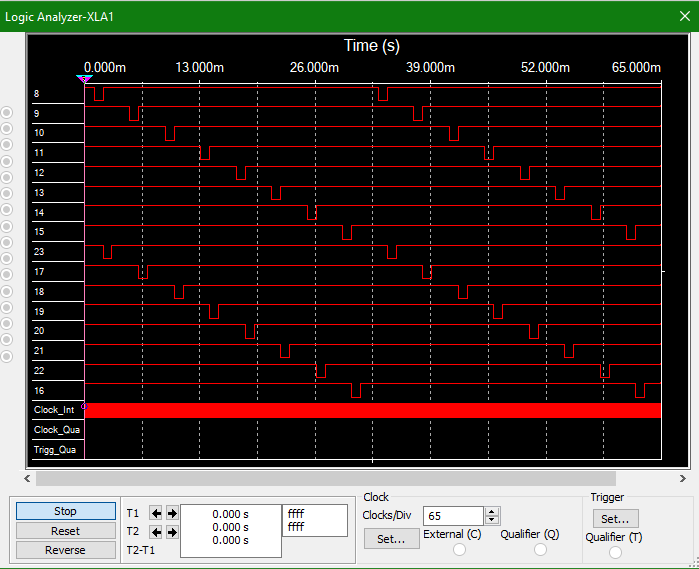 Logic Analyzer-XLA1
Time (s)
0.000m 13.000m 26.000m 39.000m 52.000m 65.000m
8
9
10
11
12
13
14
15
23
17
18
19
20
21
22
16
Clock_Int
Clock_Qua
Trigg_Qua
Stop
Reset
Reverse
T1
T2
T2-T1
0.000 s
0.000 s
0.000 s
ffff
ffff
Clock
Clocks/Div 65
Set...
External (C)
Qualifier (Q)
Trigger
Set...
Qualifier (T)